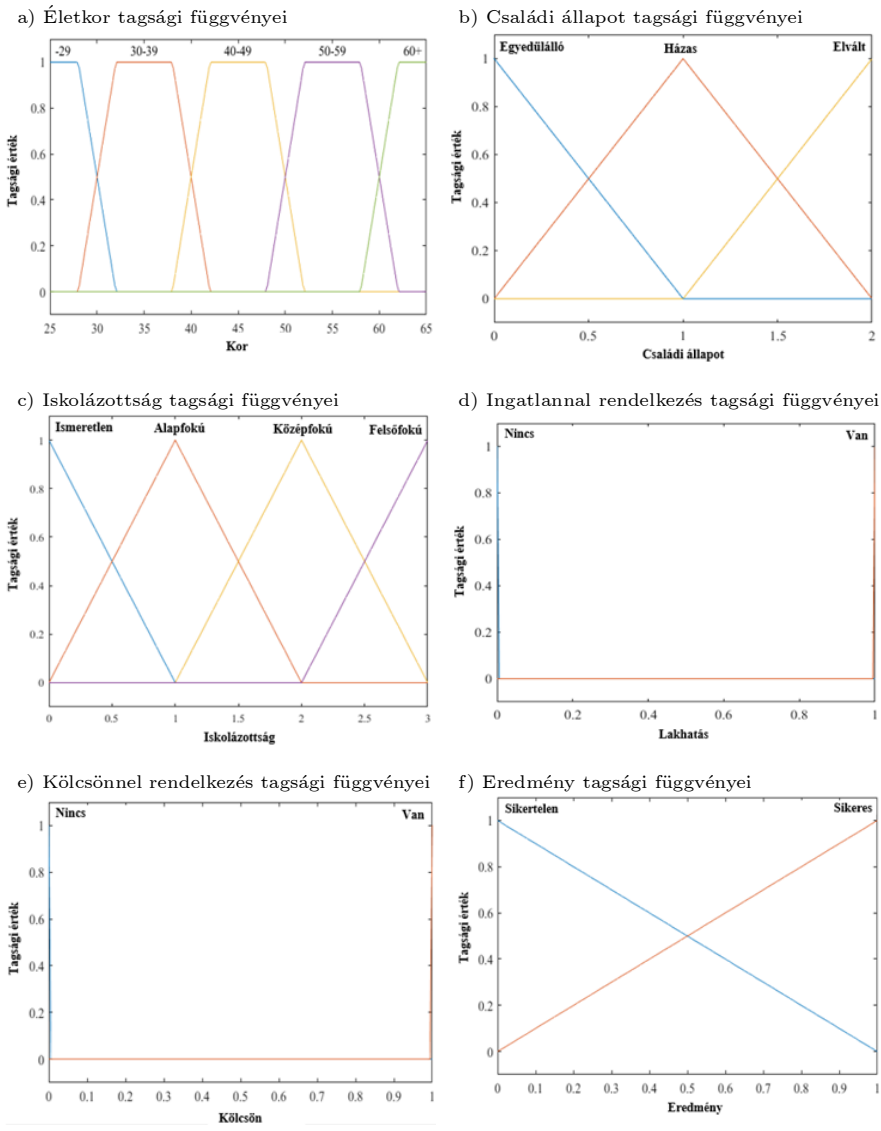 a) Életkor tagsági függvényei
-29 30-39 40-49 50-59 60+
1
0.8
0.6
0.4
0.2
0
Tagsági érték
25 30 35 40 45 50 55 60 65
Kor
b) Családi állapot tagsági függvényei
Egyedülálló Házas Elvált
1
0.8
0.6
0.4
0.2
0
Tagsági érték
0 0.5 1 1.5 2
Családi állapot
c) Iskolázottság tagsági függvényei
Ismeretlen Alapfokú Középfokú Felsőfokú
1
0.8
0.6
0.4
0.2
0
Tagsági érték
0 0.5 1 1.5 2 2.5 3
Iskolázottság
d) Ingatlannal rendelkezés tagsági függvényei
Nincs Van
1
0.8
0.6
0.4
0.2
0
Tagsági érték
0 0.2 0.4 0.6 0.8 1
Lakhatás
e) Kölcsönnel rendelkezés tagsági függvényei
Nincs Van
1
0.8
0.6
0.4
0.2
0
Tagsági érték
0 0.1 0.2 0.3 0.4 0.5 0.6 0.7 0.8 0.9 1
Kölcsön
f) Eredmény tagsági függvényei
Sikertelen Sikeres
1
0.8
0.6
0.4
0.2
0
Tagsági érték
0 0.1 0.2 0.3 0.4 0.5 0.6 0.7 0.8 0.9 1
Eredmény